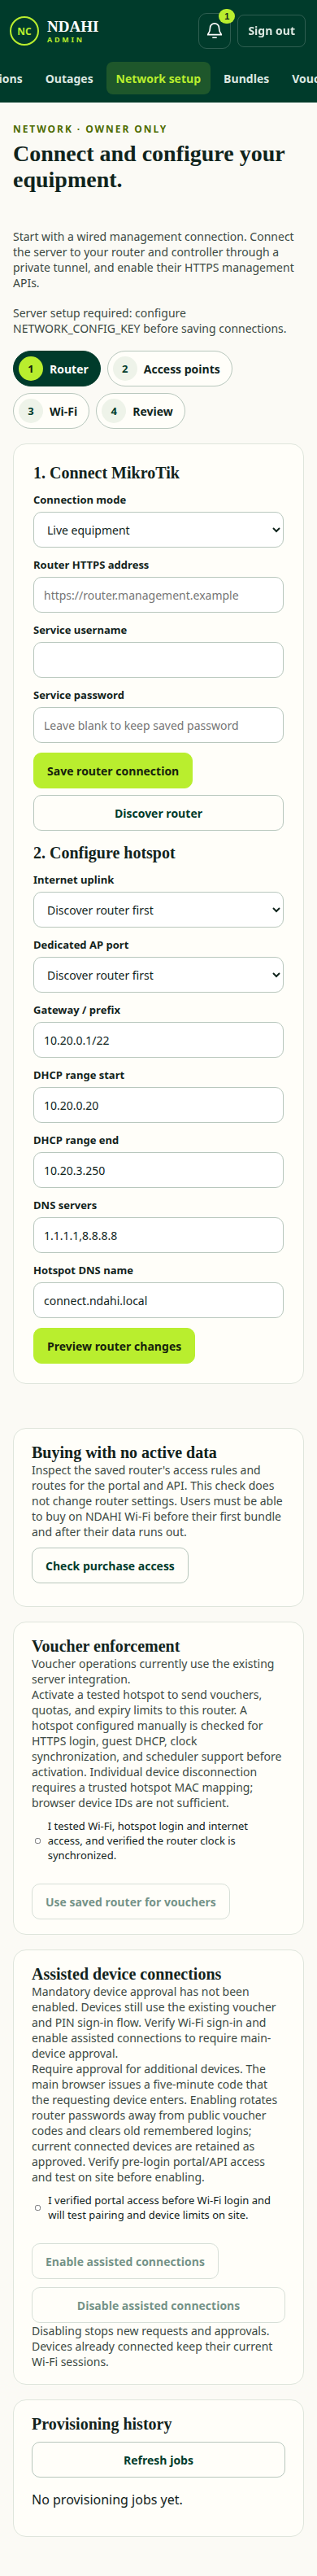 NC
NDAHI
ADMIN
1
Sign out
ions
Outages
Network setup
Bundles
Vouc
NETWORK · OWNER ONLY
Connect and configure your
equipment.
Start with a wired management connection. Connect
the server to your router and controller through a
private tunnel, and enable their HTTPS management
APIs.
Server setup required: configure
NETWORK_CONFIG_KEY before saving connections.
1 Router
2 Access points
3 Wi-Fi
4 Review
1. Connect MikroTik
Connection mode
Live equipment
Router HTTPS address
https://router.management.example
Service username
Service password
Leave blank to keep saved password
Save router connection
Discover router
2. Configure hotspot
Internet uplink
Discover router first
Dedicated AP port
Discover router first
Gateway / prefix
10.20.0.1/22
DHCP range start
10.20.0.20
DHCP range end
10.20.3.250
DNS servers
1.1.1.1,8.8.8.8
Hotspot DNS name
connect.ndahi.local
Preview router changes
Buying with no active data
Inspect the saved router's access rules and
routes for the portal and API. This check does
not change router settings. Users must be able
to buy on NDAHI Wi-Fi before their first bundle
and after their data runs out.
Check purchase access
Voucher enforcement
Voucher operations currently use the existing
server integration.
Activate a tested hotspot to send vouchers,
quotas, and expiry limits to this router. A
hotspot configured manually is checked for
HTTPS login, guest DHCP, clock
synchronization, and scheduler support before
activation. Individual device disconnection
requires a trusted hotspot MAC mapping;
browser device IDs are not sufficient.
I tested Wi-Fi, hotspot login and internet
access, and verified the router clock is
synchronized.
Use saved router for vouchers
Assisted device connections
Mandatory device approval has not been
enabled. Devices still use the existing voucher
and PIN sign-in flow. Verify Wi-Fi sign-in and
enable assisted connections to require main-
device approval.
Require approval for additional devices. The
main browser issues a five-minute code that
the requesting device enters. Enabling rotates
router passwords away from public voucher
codes and clears old remembered logins;
current connected devices are retained as
approved. Verify pre-login portal/API access
and test on site before enabling.
I verified portal access before Wi-Fi login and
will test pairing and device limits on site.
Enable assisted connections
Disable assisted connections
Disabling stops new requests and approvals.
Devices already connected keep their current
Wi-Fi sessions.
Provisioning history
Refresh jobs
No provisioning jobs yet.